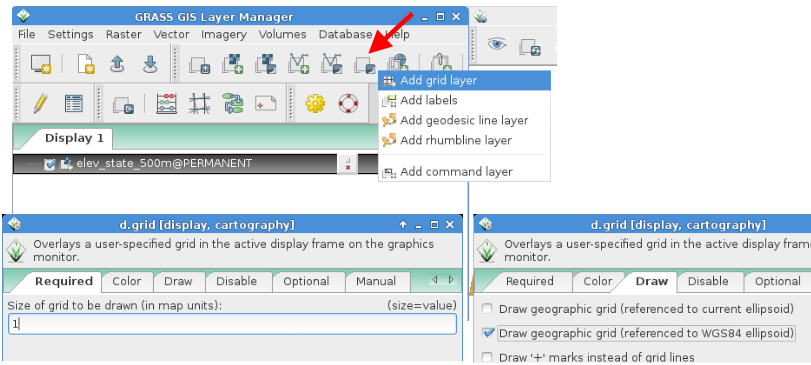 GRASS GIS Layer Manager
File Settings Raster Vector Imagery Volumes Database Help
Add grid layer
Add labels
Add geodesic line layer
Add rhumbline layer
Add command layer
Display 1
elev_state_500m@PERMANENT
d.grid [display, cartography]
Overlays a user-specified grid in the active display frame on the graphics
monitor.
Required Color Draw Disable Optional Manual
Size of grid to be drawn (in map units): (size=value)
1
d.grid [display, cartography]
Overlays a user-specified grid in the active display fram
monitor.
Required Color Draw Disable Optional
Draw geographic grid (referenced to current ellipsoid)
Draw geographic grid (referenced to WGS84 ellipsoid)
Draw '+' marks instead of grid lines